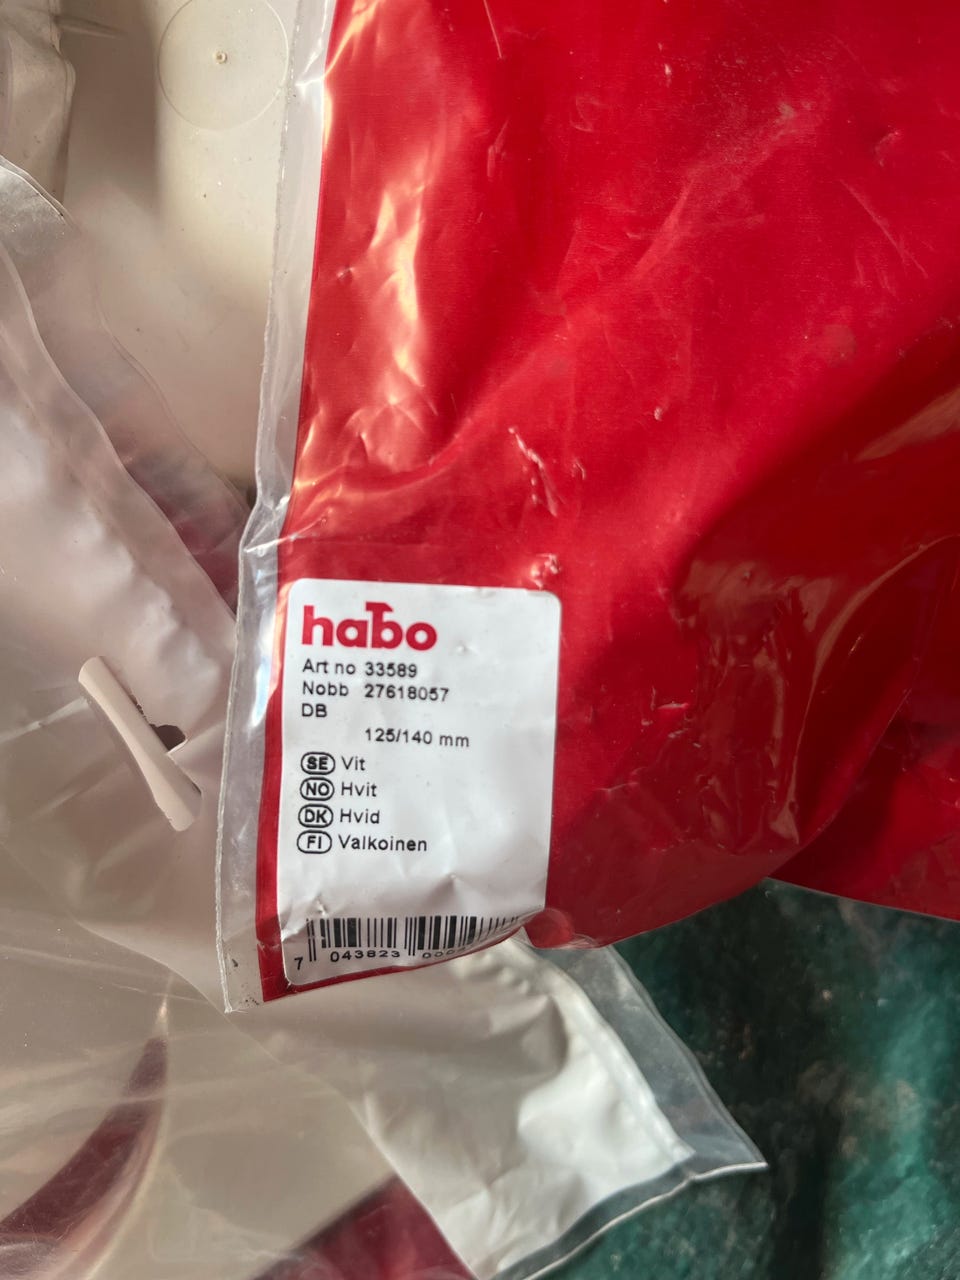 habo
Art no 33589
Nobb 27618057
DB
125/140 mm
SE Vit
NO Hvit
DK Hvid
FI Valkoinen
7 043823